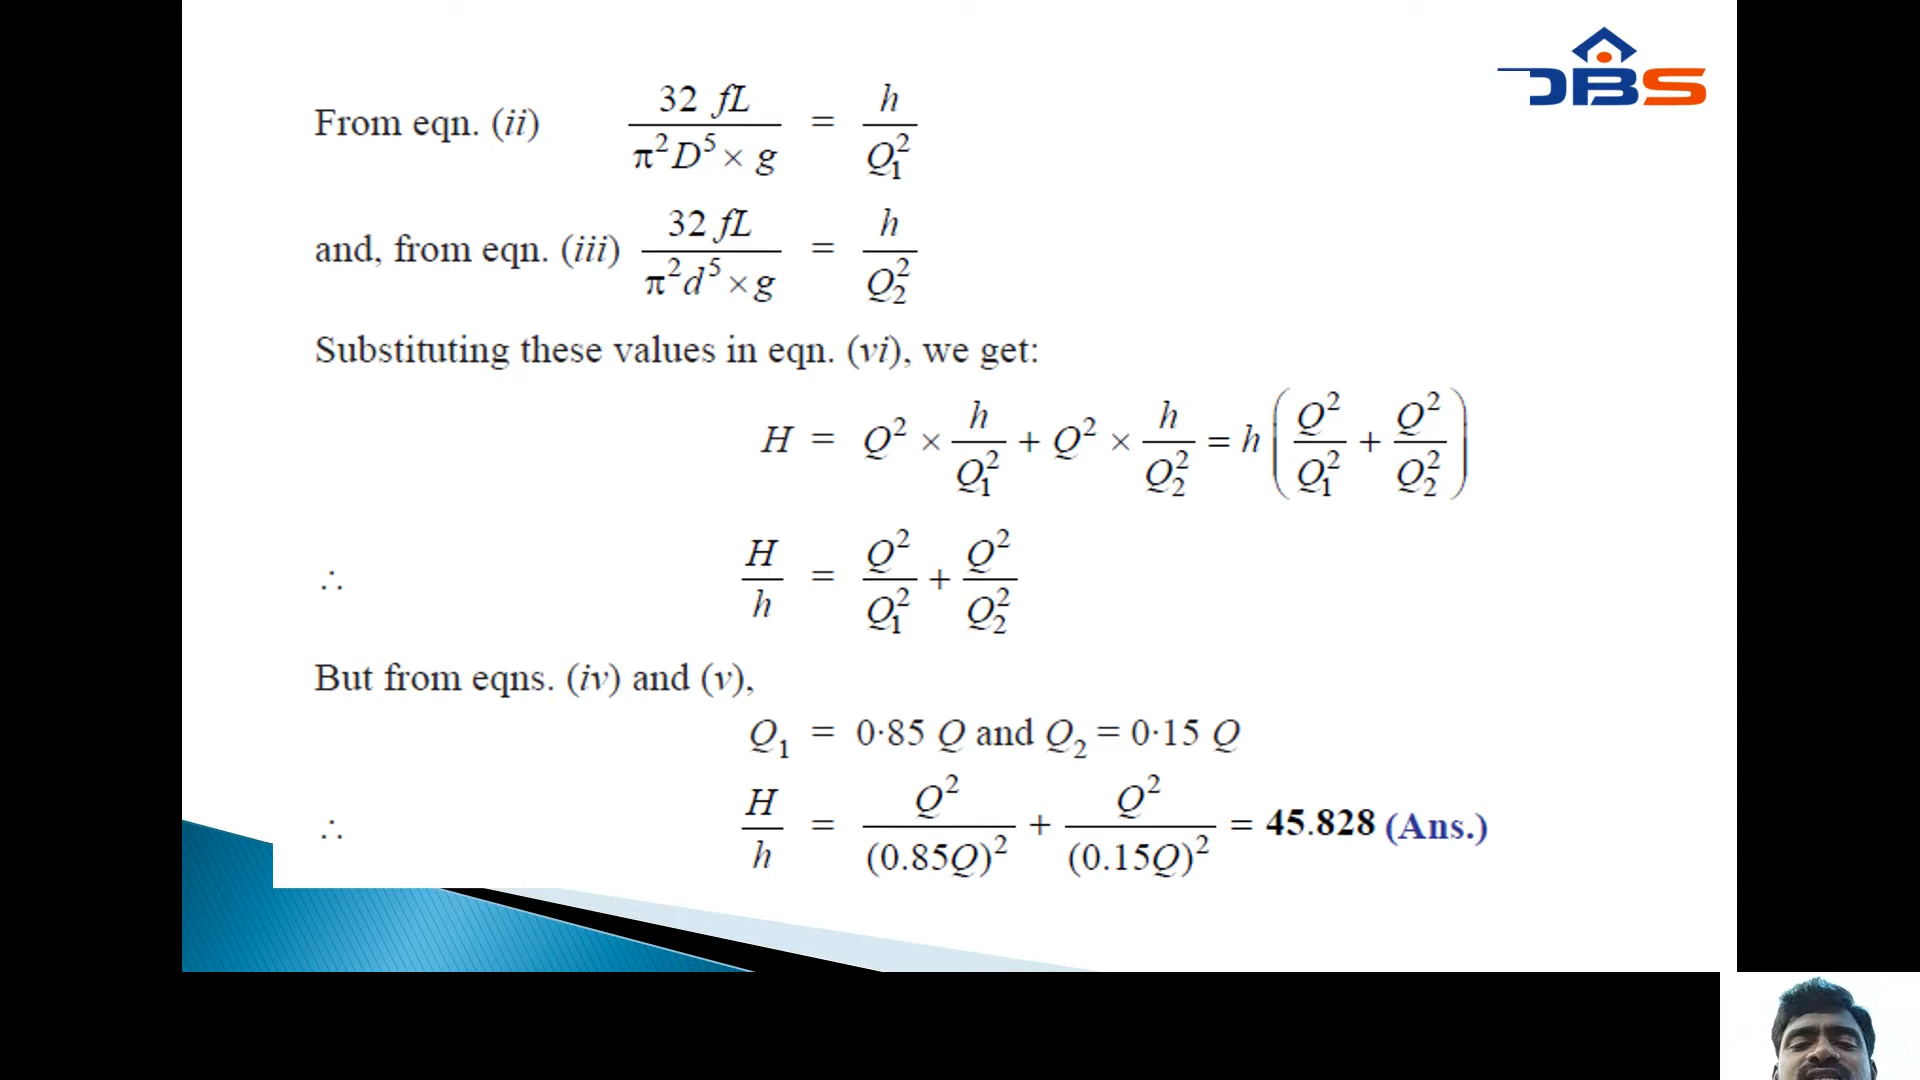 DBS
From eqn. (ii) 32 fL / π²D⁵ × g = h / Q₁²
and, from eqn. (iii) 32 fL / π²d⁵ × g = h / Q₂²
Substituting these values in eqn. (vi), we get:
H = Q² × h / Q₁² + Q² × h / Q₂² = h (Q² / Q₁² + Q² / Q₂²)
∴ H / h = Q² / Q₁² + Q² / Q₂²
But from eqns. (iv) and (v),
Q₁ = 0·85 Q and Q₂ = 0·15 Q
∴ H / h = Q² / (0.85Q)² + Q² / (0.15Q)² = 45.828 (Ans.)